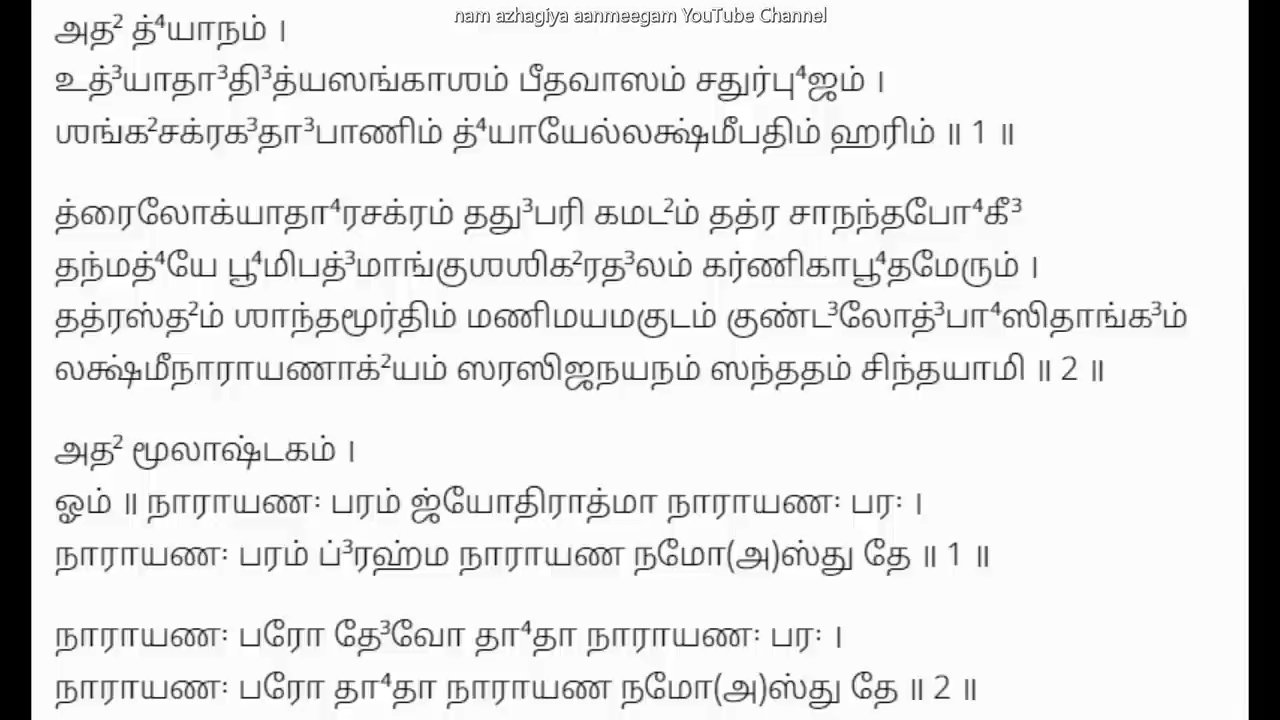 nam azhagiya aanmeegam YouTube Channel
அத² த்⁴யாநம் ।
உத்³யாதா³தி³த்யஸங்காஶம் பீதவாஸம் சதுர்பு⁴ஜம் ।
ஶங்க²சக்ரக³தா³பாணிம் த்⁴யாயேல்லக்ஷ்மீபதிம் ஹரிம் ॥ 1 ॥
த்ரைலோக்யாதா⁴ரசக்ரம் தது³பரி கமட²ம் தத்ர சாநந்தபோ⁴கீ³
தந்மத்⁴யே பூ⁴மிபத்³மாங்குஶஶிக²ரத³லம் கர்ணிகாபூ⁴தமேரும் ।
தத்ரஸ்த²ம் ஶாந்தமூர்திம் மணிமயமகுடம் குண்ட³லோத்³பா⁴ஸிதாங்க³ம்
லக்ஷ்மீநாராயணாக்²யம் ஸரஸிஜநயநம் ஸந்ததம் சிந்தயாமி ॥ 2 ॥
அத² மூலாஷ்டகம் ।
ஓம் ॥ நாராயண꞉ பரம் ஜ்யோதிராத்மா நாராயண꞉ பர꞉ ।
நாராயண꞉ பரம் ப்³ரஹ்ம நாராயண நமோ(அ)ஸ்து தே ॥ 1 ॥
நாராயண꞉ பரோ தே³வோ தா⁴தா நாராயண꞉ பர꞉ ।
நாராயண꞉ பரோ தா⁴தா நாராயண நமோ(அ)ஸ்து தே ॥ 2 ॥